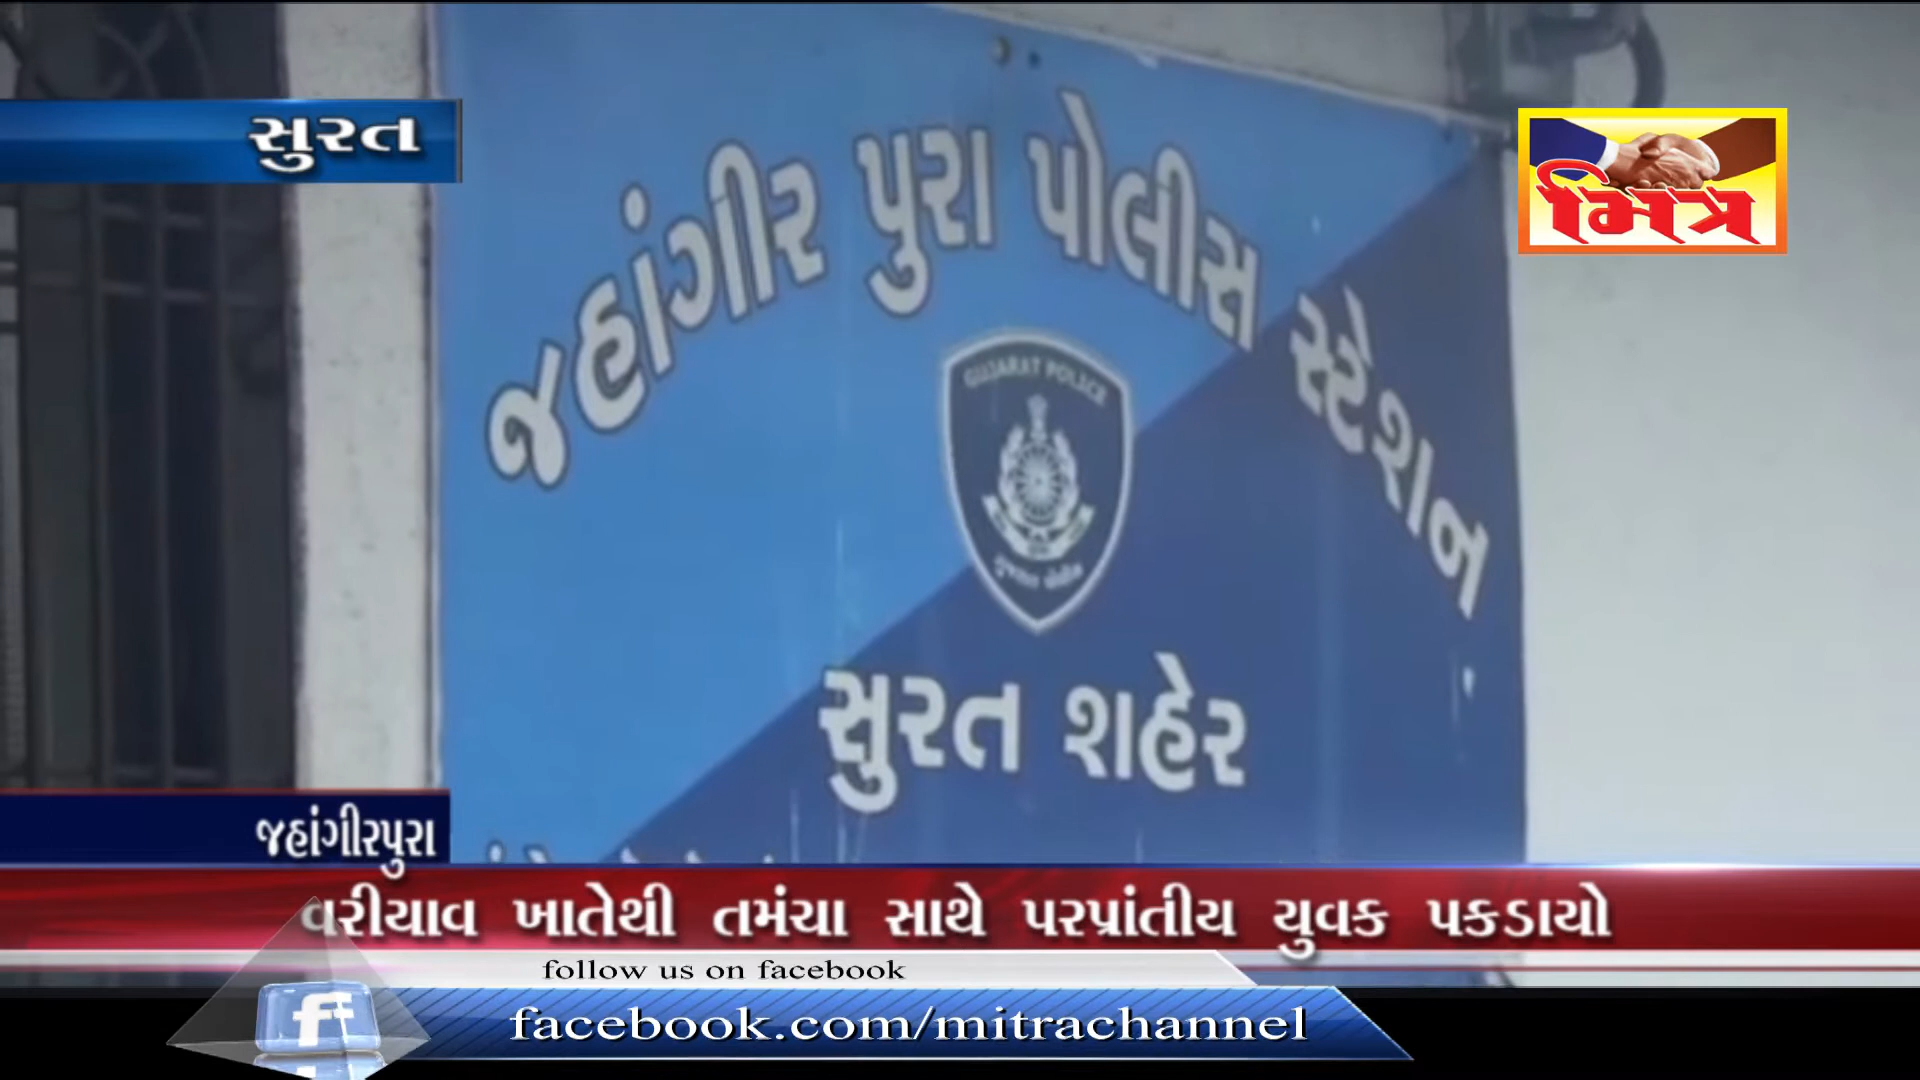 સુરત
મિત્ર
જહાંગીર પુરા પોલીસ સ્ટેશન
GUJARAT POLICE
ગુજરાત પોલીસ
સુરત શહેર
જહાંગીરપુરા
વરીયાવ ખાતેથી તમંચા સાથે પરપ્રાંતીય યુવક પકડાયો
follow us on facebook
f
facebook.com/mitrachannel